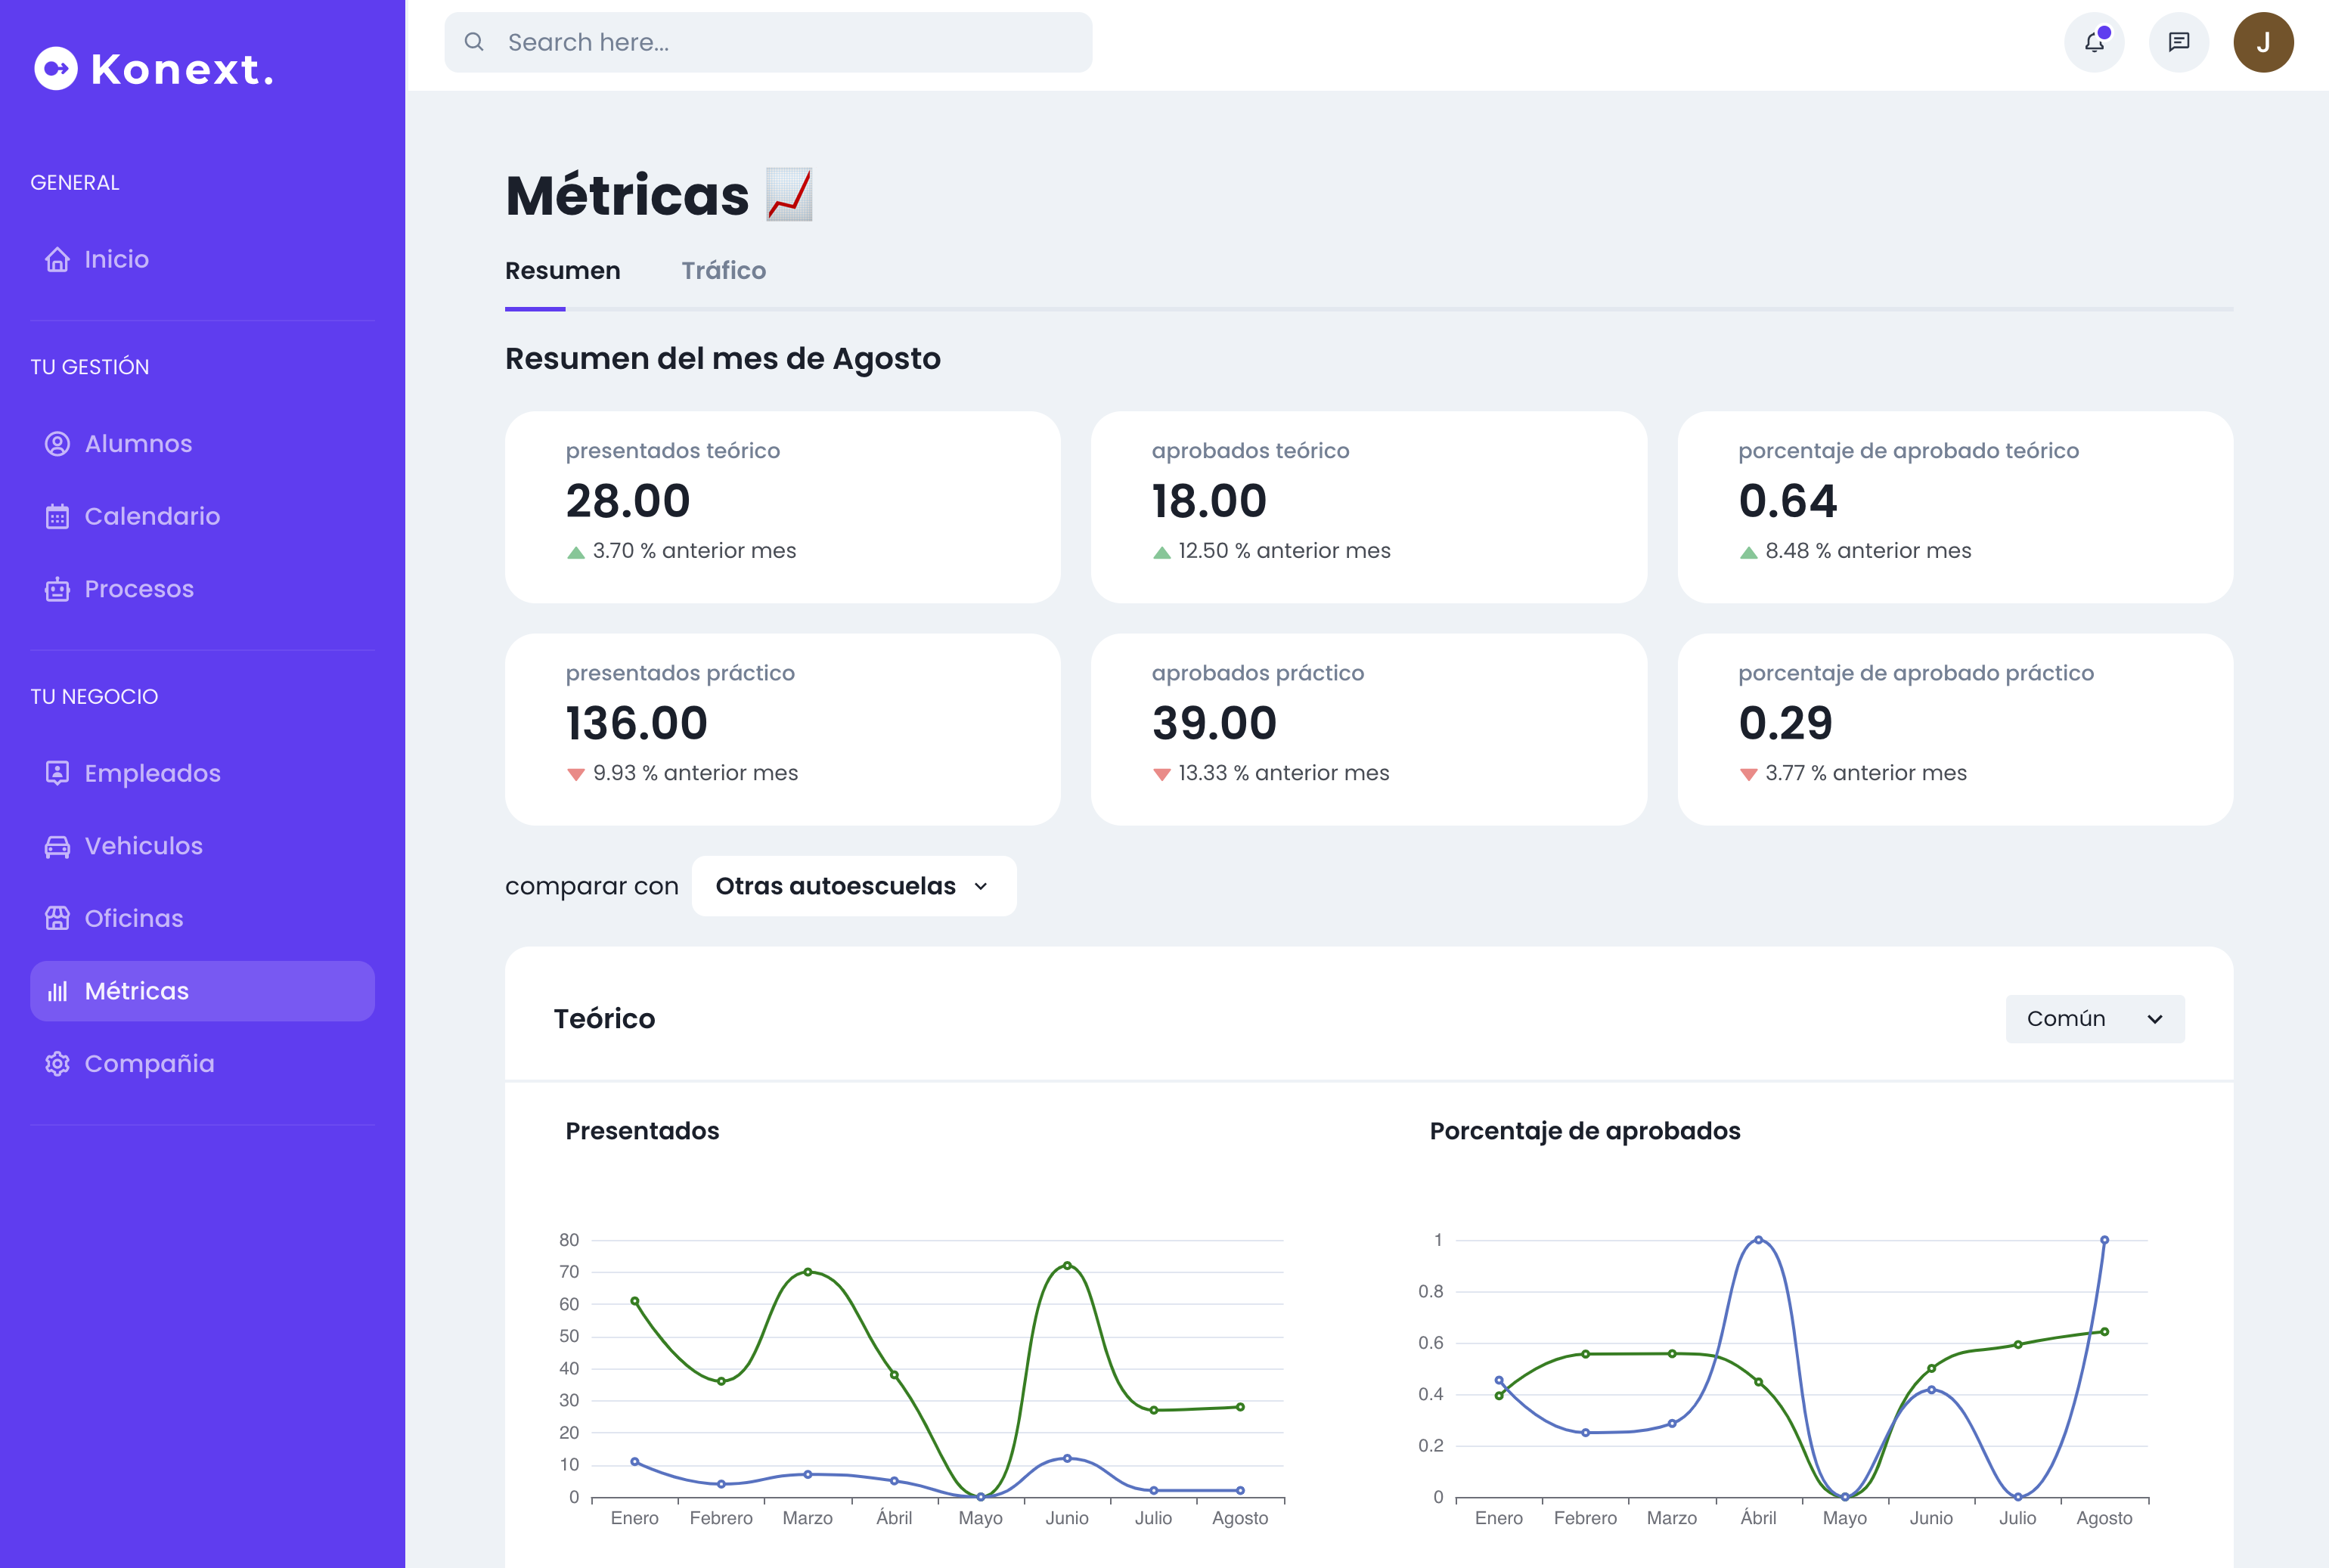 Konext.
Search here...
J
GENERAL
Inicio
TU GESTIÓN
Alumnos
Calendario
Procesos
TU NEGOCIO
Empleados
Vehiculos
Oficinas
Métricas
Compañia
Métricas
Resumen Tráfico
Resumen del mes de Agosto
presentados teórico
28.00
3.70 % anterior mes
aprobados teórico
18.00
12.50 % anterior mes
porcentaje de aprobado teórico
0.64
8.48 % anterior mes
presentados práctico
136.00
9.93 % anterior mes
aprobados práctico
39.00
13.33 % anterior mes
porcentaje de aprobado práctico
0.29
3.77 % anterior mes
comparar con Otras autoescuelas
Teórico
Común
Presentados
80
70
60
50
40
30
20
10
0
Enero Febrero Marzo Ábril Mayo Junio Julio Agosto
Porcentaje de aprobados
1
0.8
0.6
0.4
0.2
0
Enero Febrero Marzo Ábril Mayo Junio Julio Agosto